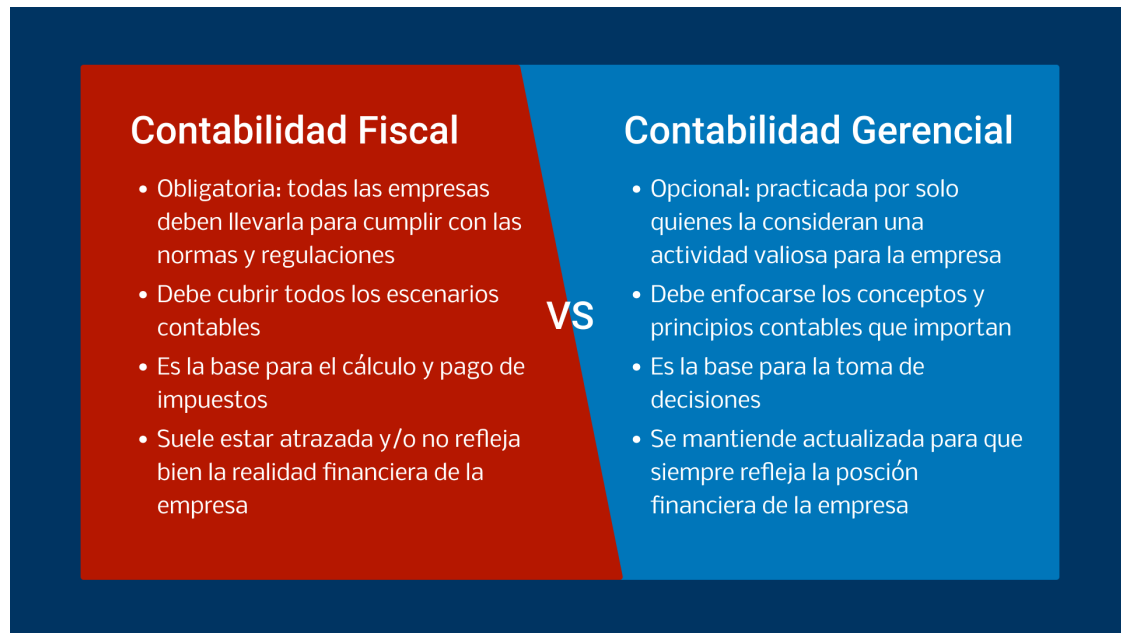 Contabilidad Fiscal
• Obligatoria: todas las empresas
deben llevarla para cumplir con las
normas y regulaciones
• Debe cubrir todos los escenarios
contables
• Es la base para el cálculo y pago de
impuestos
• Suele estar atrazada y/o no refleja
bien la realidad financiera de la
empresa
VS
Contabilidad Gerencial
• Opcional: practicada por solo
quienes la consideran una
actividad valiosa para la empresa
• Debe enfocarse los conceptos y
principios contables que importan
• Es la base para la toma de
decisiones
• Se mantiende actualizada para que
siempre refleja la posción
financiera de la empresa